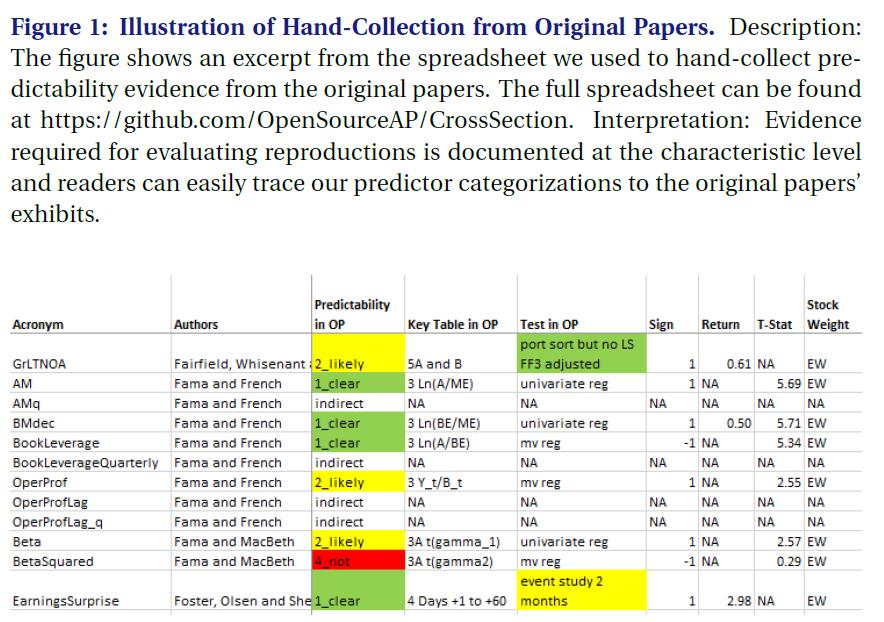 Figure 1: Illustration of Hand-Collection from Original Papers. Description:
The figure shows an excerpt from the spreadsheet we used to hand-collect pre-
dictability evidence from the original papers. The full spreadsheet can be found
at https://github.com/OpenSourceAP/CrossSection. Interpretation: Evidence
required for evaluating reproductions is documented at the characteristic level
and readers can easily trace our predictor categorizations to the original papers’
exhibits.
Acronym Authors Predictability in OP Key Table in OP Test in OP Sign Return T-Stat Stock Weight
GrLTNOA Fairfield, Whisenant 2_likely 5A and B port sort but no LS FF3 adjusted 1 0.61 NA EW
AM Fama and French 1_clear 3 Ln(A/ME) univariate reg 1 NA 5.69 EW
AMq Fama and French indirect NA NA NA NA NA NA
BMdec Fama and French 1_clear 3 Ln(BE/ME) univariate reg 1 0.50 5.71 EW
BookLeverage Fama and French 1_clear 3 Ln(A/BE) mv reg -1 NA 5.34 EW
BookLeverageQuarterly Fama and French indirect NA NA NA NA NA NA
OperProf Fama and French 2_likely 3 Y_t/B_t mv reg 1 NA 2.55 EW
OperProfLag Fama and French indirect NA NA NA NA NA NA
OperProfLag_q Fama and French indirect NA NA NA NA NA NA
Beta Fama and MacBeth 2_likely 3A t(gamma_1) univariate reg 1 NA 2.57 EW
BetaSquared Fama and MacBeth 4_not 3A t(gamma2) mv reg -1 NA 0.29 EW
EarningsSurprise Foster, Olsen and She 1_clear 4 Days +1 to +60 event study 2 months 1 2.98 NA EW